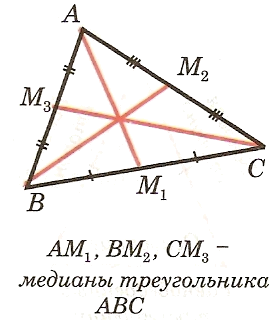 A
M₂
M₃
C
B
M₁
AM₁, BM₂, CM₃ –
медианы треугольника
ABC